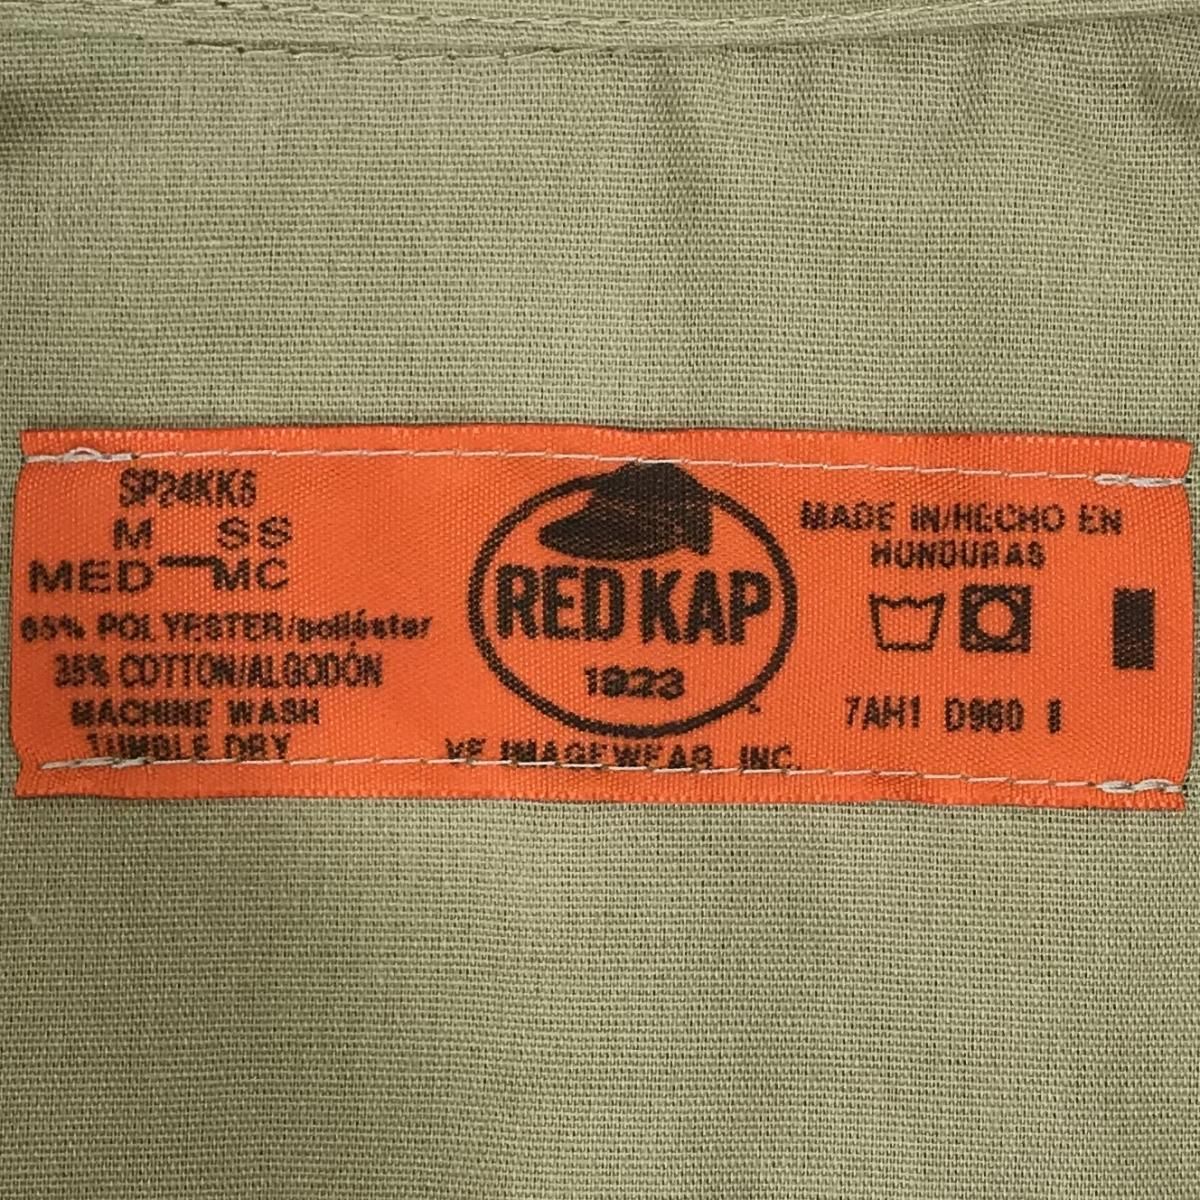 SP24KK6
M SS
MED MC
65% POLYESTER/poliéster
35% COTTON/ALGODÓN
MACHINE WASH
TUMBLE DRY
RED KAP
1923
VF IMAGEWEAR, INC.
MADE IN/HECHO EN
HONDURAS
7AH1 D960